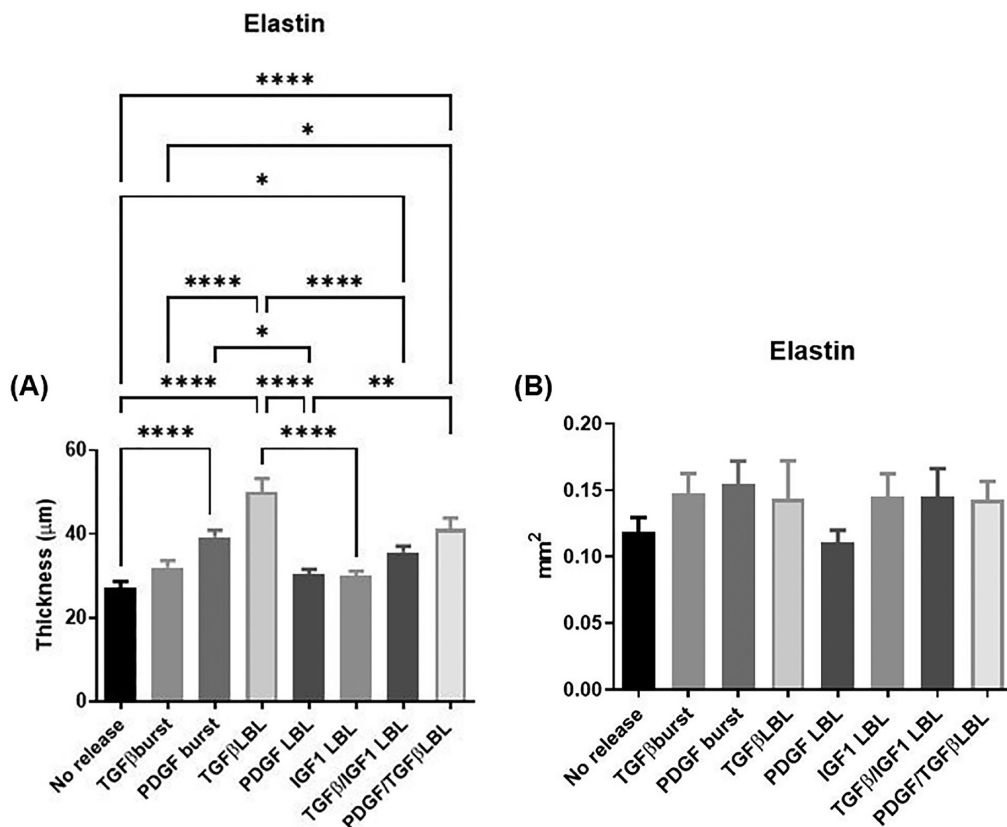 Elastin
****
*
*
**** ****
*
(A)
**** **** **
**** ****
60
40
20
0
Thickness (μm)
No release
TGFβburst
PDGF burst
TGFβLBL
PDGF LBL
IGF1 LBL
TGFβ/IGF1 LBL
PDGF/TGFβLBL
Elastin
(B)
0.20
0.15
0.10
0.05
0.00
mm²
No release
TGFβburst
PDGF burst
TGFβLBL
PDGF LBL
IGF1 LBL
TGFβ/IGF1 LBL
PDGF/TGFβLBL